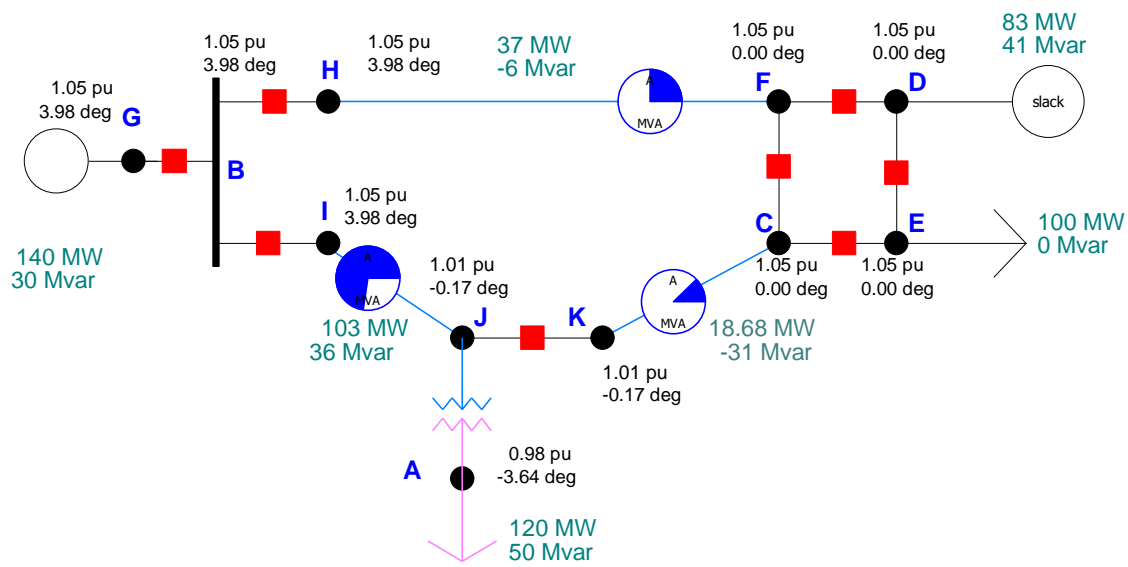 1.05 pu
3.98 deg
G
1.05 pu
3.98 deg
H
1.05 pu
3.98 deg
37 MW
-6 Mvar
A
MVA
1.05 pu
0.00 deg
F
1.05 pu
0.00 deg
D
83 MW
41 Mvar
slack
B
140 MW
30 Mvar
I
1.05 pu
3.98 deg
A
MVA
103 MW
36 Mvar
1.01 pu
-0.17 deg
J
K
1.01 pu
-0.17 deg
A
MVA
18.68 MW
-31 Mvar
C
1.05 pu
0.00 deg
E
1.05 pu
0.00 deg
100 MW
0 Mvar
A
0.98 pu
-3.64 deg
120 MW
50 Mvar